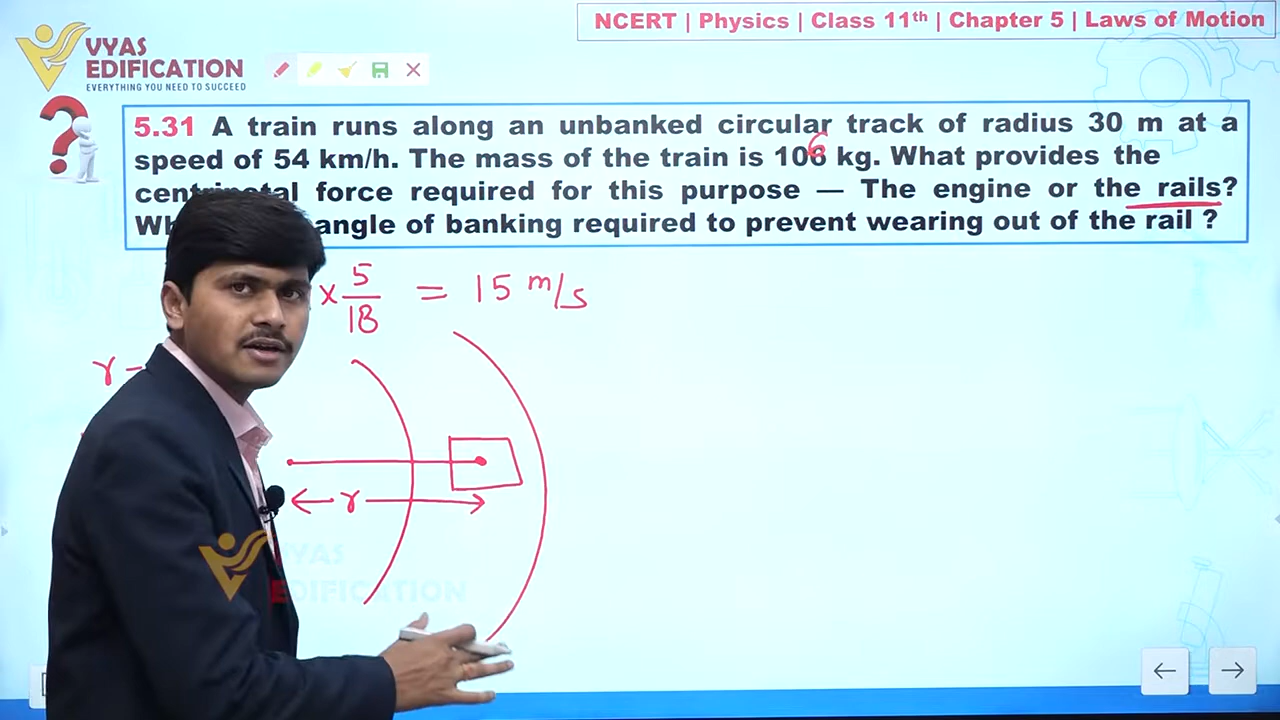 NCERT | Physics | Class 11th | Chapter 5 | Laws of Motion
VYAS
EDIFICATION
EVERYTHING YOU NEED TO SUCCEED
5.31 A train runs along an unbanked circular track of radius 30 m at a
speed of 54 km/h. The mass of the train is 106 kg. What provides the
force required for this purpose — The engine or the rails?
angle of banking required to prevent wearing out of the rail ?
× 5/18 = 15 m/s
r -
r
VYAS
EDIFICATION